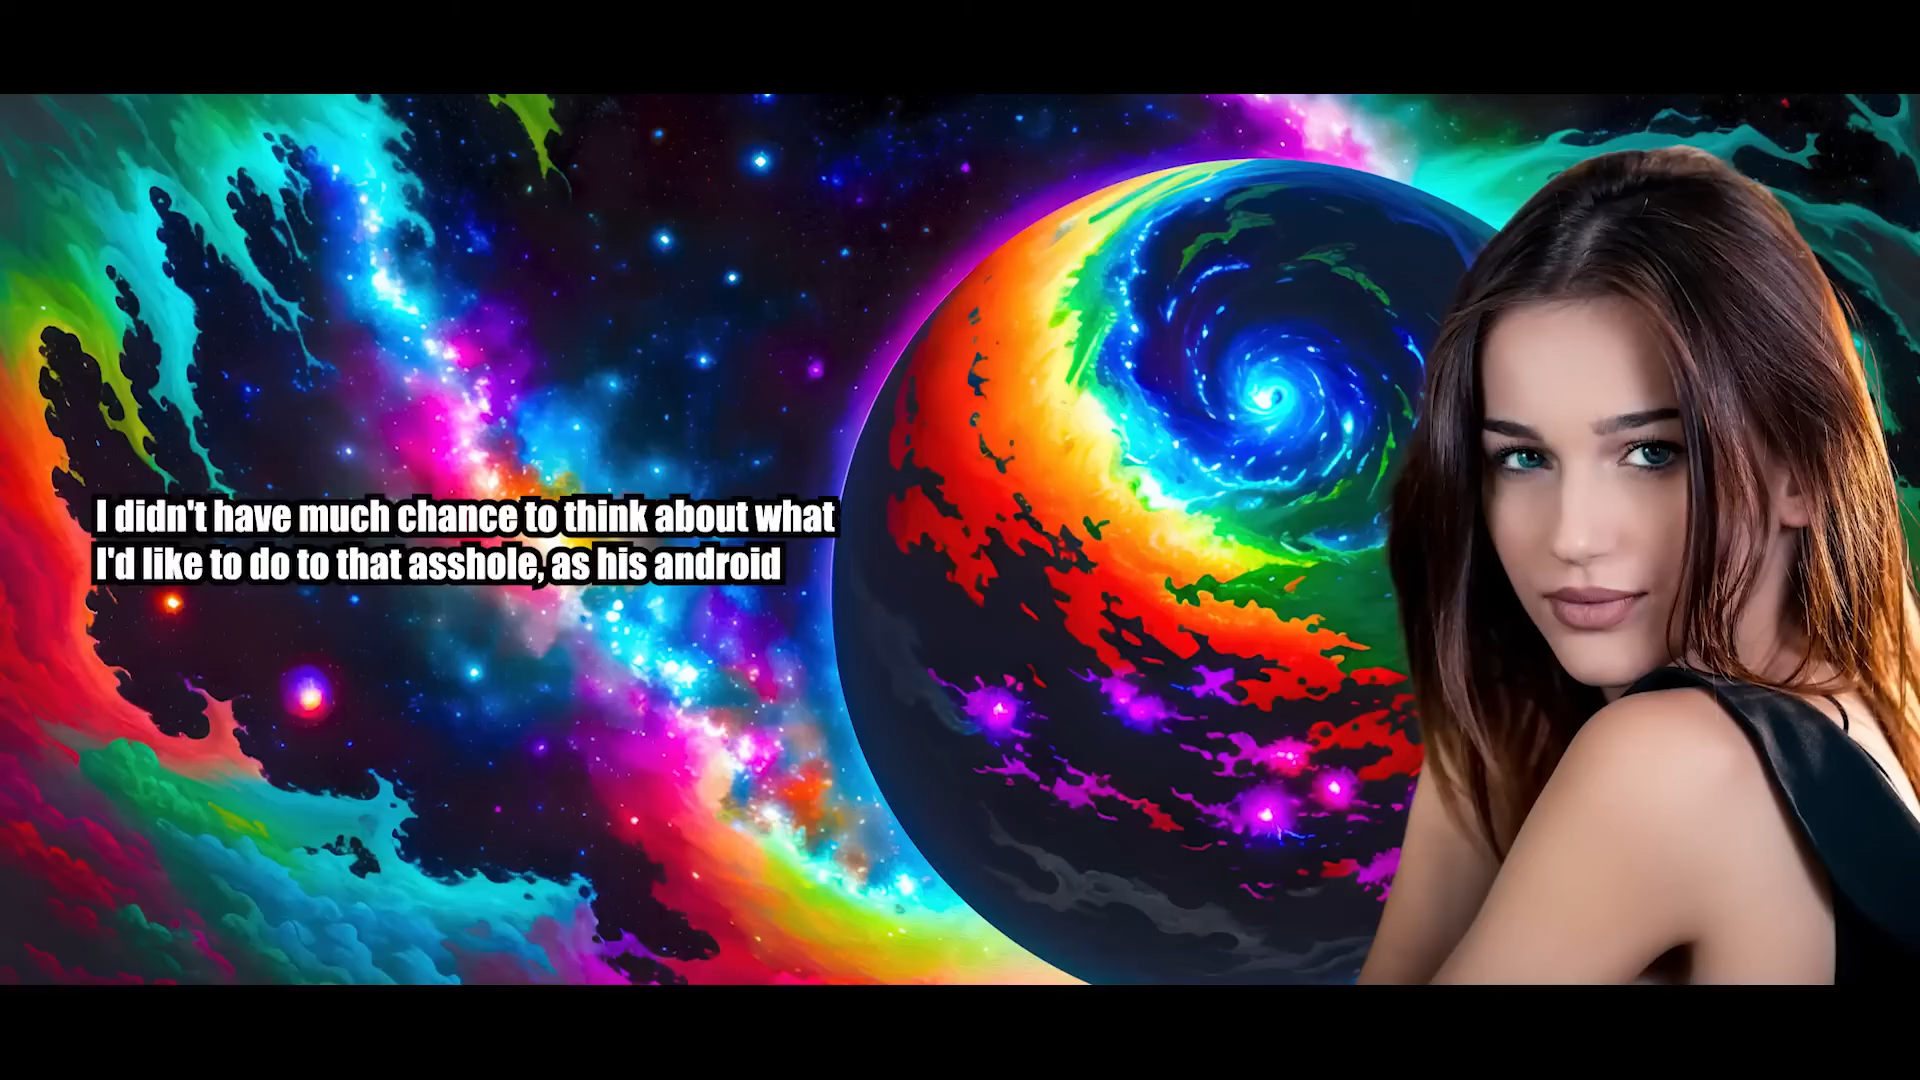 I didn't have much chance to think about what
I'd like to do to that asshole, as his android